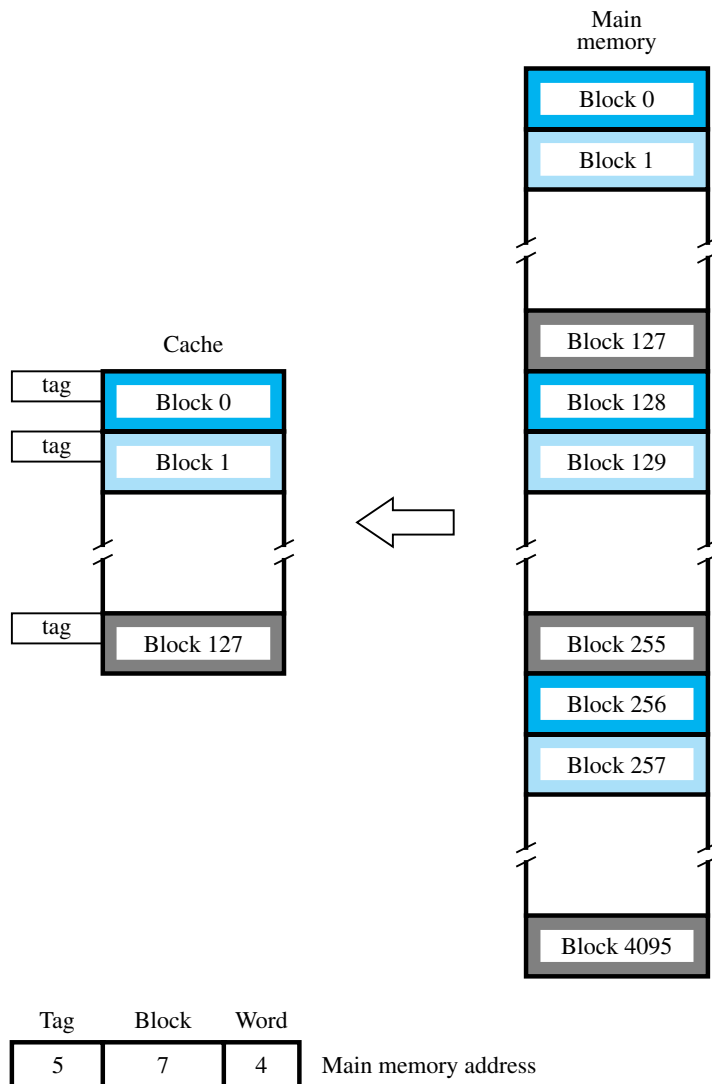 Main
memory
Block 0
Block 1
Block 127
Cache
tag
Block 0
Block 128
tag
Block 1
Block 129
tag
Block 127
Block 255
Block 256
Block 257
Block 4095
Tag Block Word
5 7 4 Main memory address